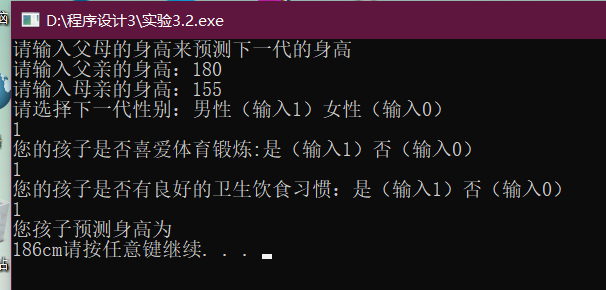 D:\程序设计3\实验3.2.exe
请输入父母的身高来预测下一代的身高
请输入父亲的身高：180
请输入母亲的身高：155
请选择下一代性别：男性（输入1）女性（输入0）
1
您的孩子是否喜爱体育锻炼:是（输入1）否（输入0）
1
您的孩子是否有良好的卫生饮食习惯：是（输入1）否（输入0）
1
您孩子预测身高为
186cm请按任意键继续. . .